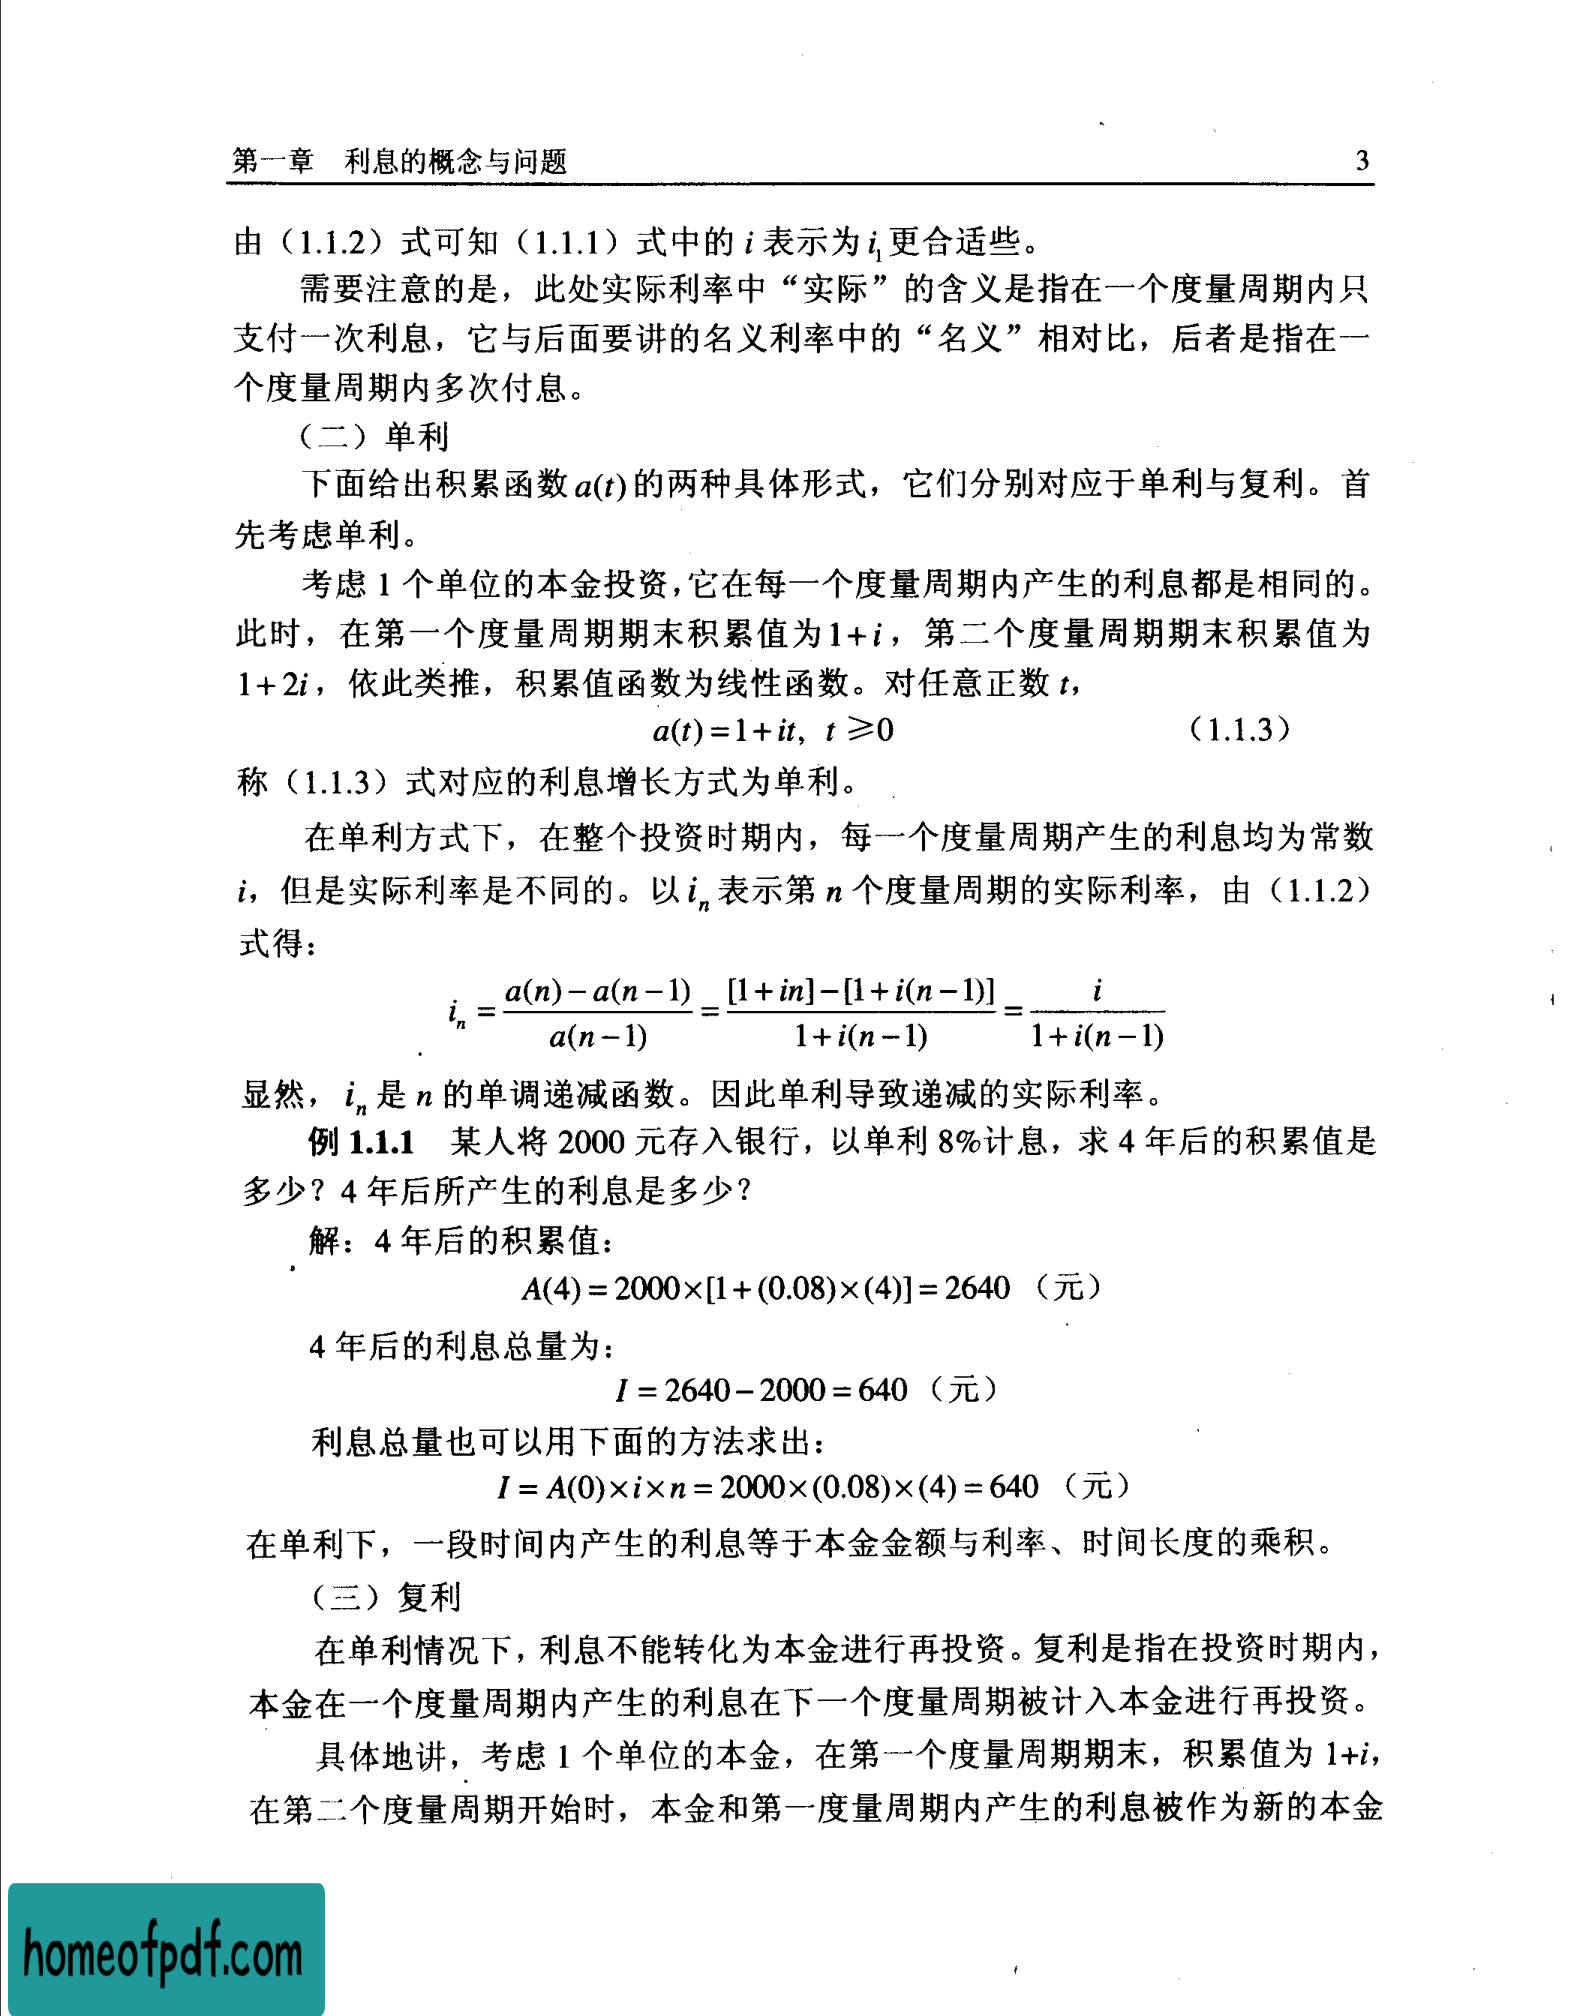 第一章 利息的概念与问题 3
由（1.1.2）式可知（1.1.1）式中的 i 表示为 i₁ 更合适些。
需要注意的是，此处实际利率中“实际”的含义是指在一个度量周期内只
支付一次利息，它与后面要讲的名义利率中的“名义”相对比，后者是指在一
个度量周期内多次付息。
（二）单利
下面给出积累函数 a(t) 的两种具体形式，它们分别对应于单利与复利。首
先考虑单利。
考虑 1 个单位的本金投资，它在每一个度量周期内产生的利息都是相同的。
此时，在第一个度量周期期末积累值为 1+i，第二个度量周期期末积累值为
1+2i，依此类推，积累值函数为线性函数。对任意正数 t，
a(t)=1+it, t ≥0 （1.1.3）
称（1.1.3）式对应的利息增长方式为单利。
在单利方式下，在整个投资时期内，每一个度量周期产生的利息均为常数
i，但是实际利率是不同的。以 iₙ 表示第 n 个度量周期的实际利率，由（1.1.2）
式得：
iₙ = (a(n)−a(n−1))/(a(n−1)) = ([1+in]−[1+i(n−1)])/(1+i(n−1)) = i/(1+i(n−1))
显然，iₙ 是 n 的单调递减函数。因此单利导致递减的实际利率。
例 1.1.1 某人将 2000 元存入银行，以单利 8%计息，求 4 年后的积累值是
多少？4 年后所产生的利息是多少？
解：4 年后的积累值：
A(4)=2000×[1+(0.08)×(4)]=2640 （元）
4 年后的利息总量为：
I=2640−2000=640 （元）
利息总量也可以用下面的方法求出：
I=A(0)×i×n=2000×(0.08)×(4)=640 （元）
在单利下，一段时间内产生的利息等于本金金额与利率、时间长度的乘积。
（三）复利
在单利情况下，利息不能转化为本金进行再投资。复利是指在投资时期内，
本金在一个度量周期内产生的利息在下一个度量周期被计入本金进行再投资。
具体地讲，考虑 1 个单位的本金，在第一个度量周期期末，积累值为 1+i，
在第二个度量周期开始时，本金和第一度量周期内产生的利息被作为新的本金
homeofpdf.com